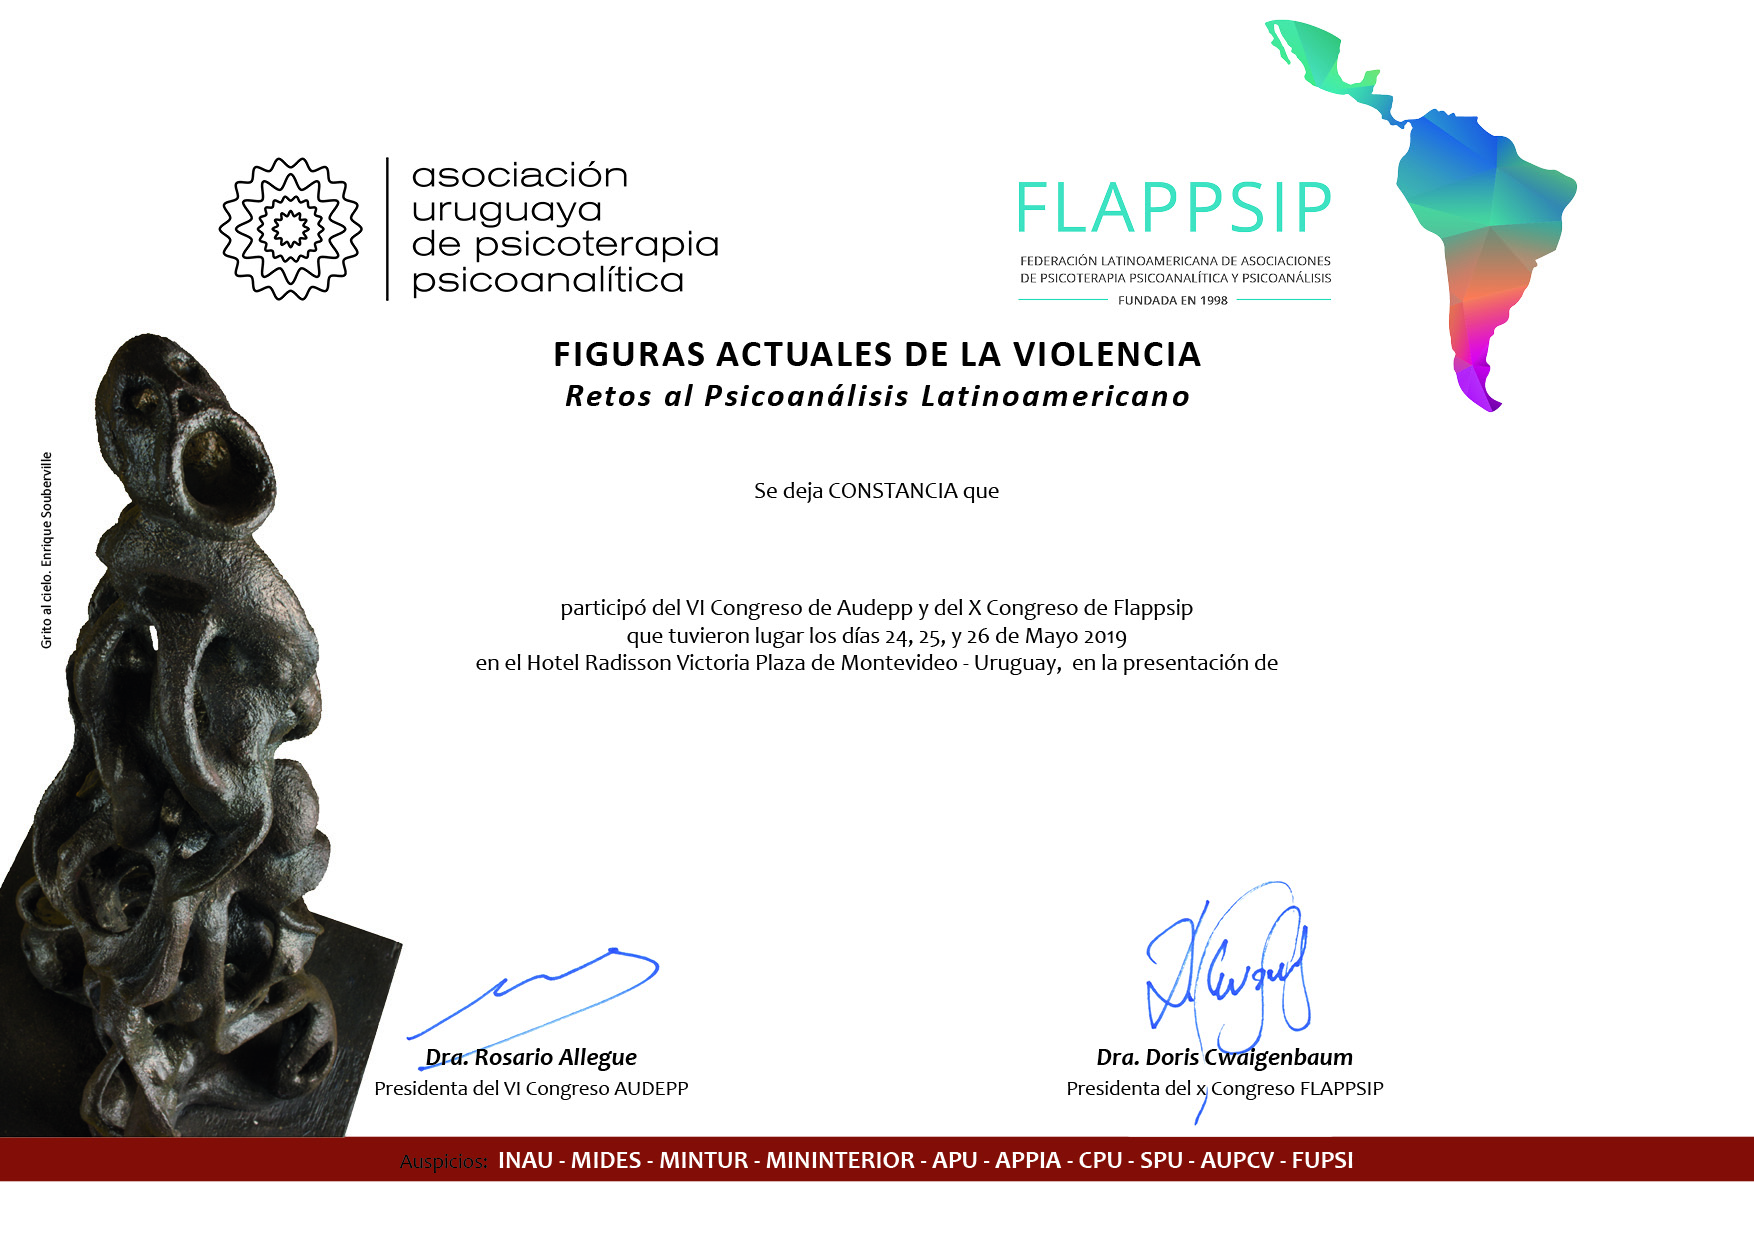 asociación
uruguaya
de psicoterapia
psicoanalítica
FLAPPSIP
FEDERACIÓN LATINOAMERICANA DE ASOCIACIONES
DE PSICOTERAPIA PSICOANALÍTICA Y PSICOANÁLISIS
FUNDADA EN 1998
FIGURAS ACTUALES DE LA VIOLENCIA
Retos al Psicoanálisis Latinoamericano
Grito al cielo. Enrique Souberville
Se deja CONSTANCIA que
participó del VI Congreso de Audepp y del X Congreso de Flappsip
que tuvieron lugar los días 24, 25, y 26 de Mayo 2019
en el Hotel Radisson Victoria Plaza de Montevideo - Uruguay, en la presentación de
Dra. Rosario Allegue
Presidenta del VI Congreso AUDEPP
Dra. Doris Cwaigenbaum
Presidenta del x Congreso FLAPPSIP
Auspicios: INAU - MIDES - MINTUR - MININTERIOR - APU - APPIA - CPU - SPU - AUPCV - FUPSI